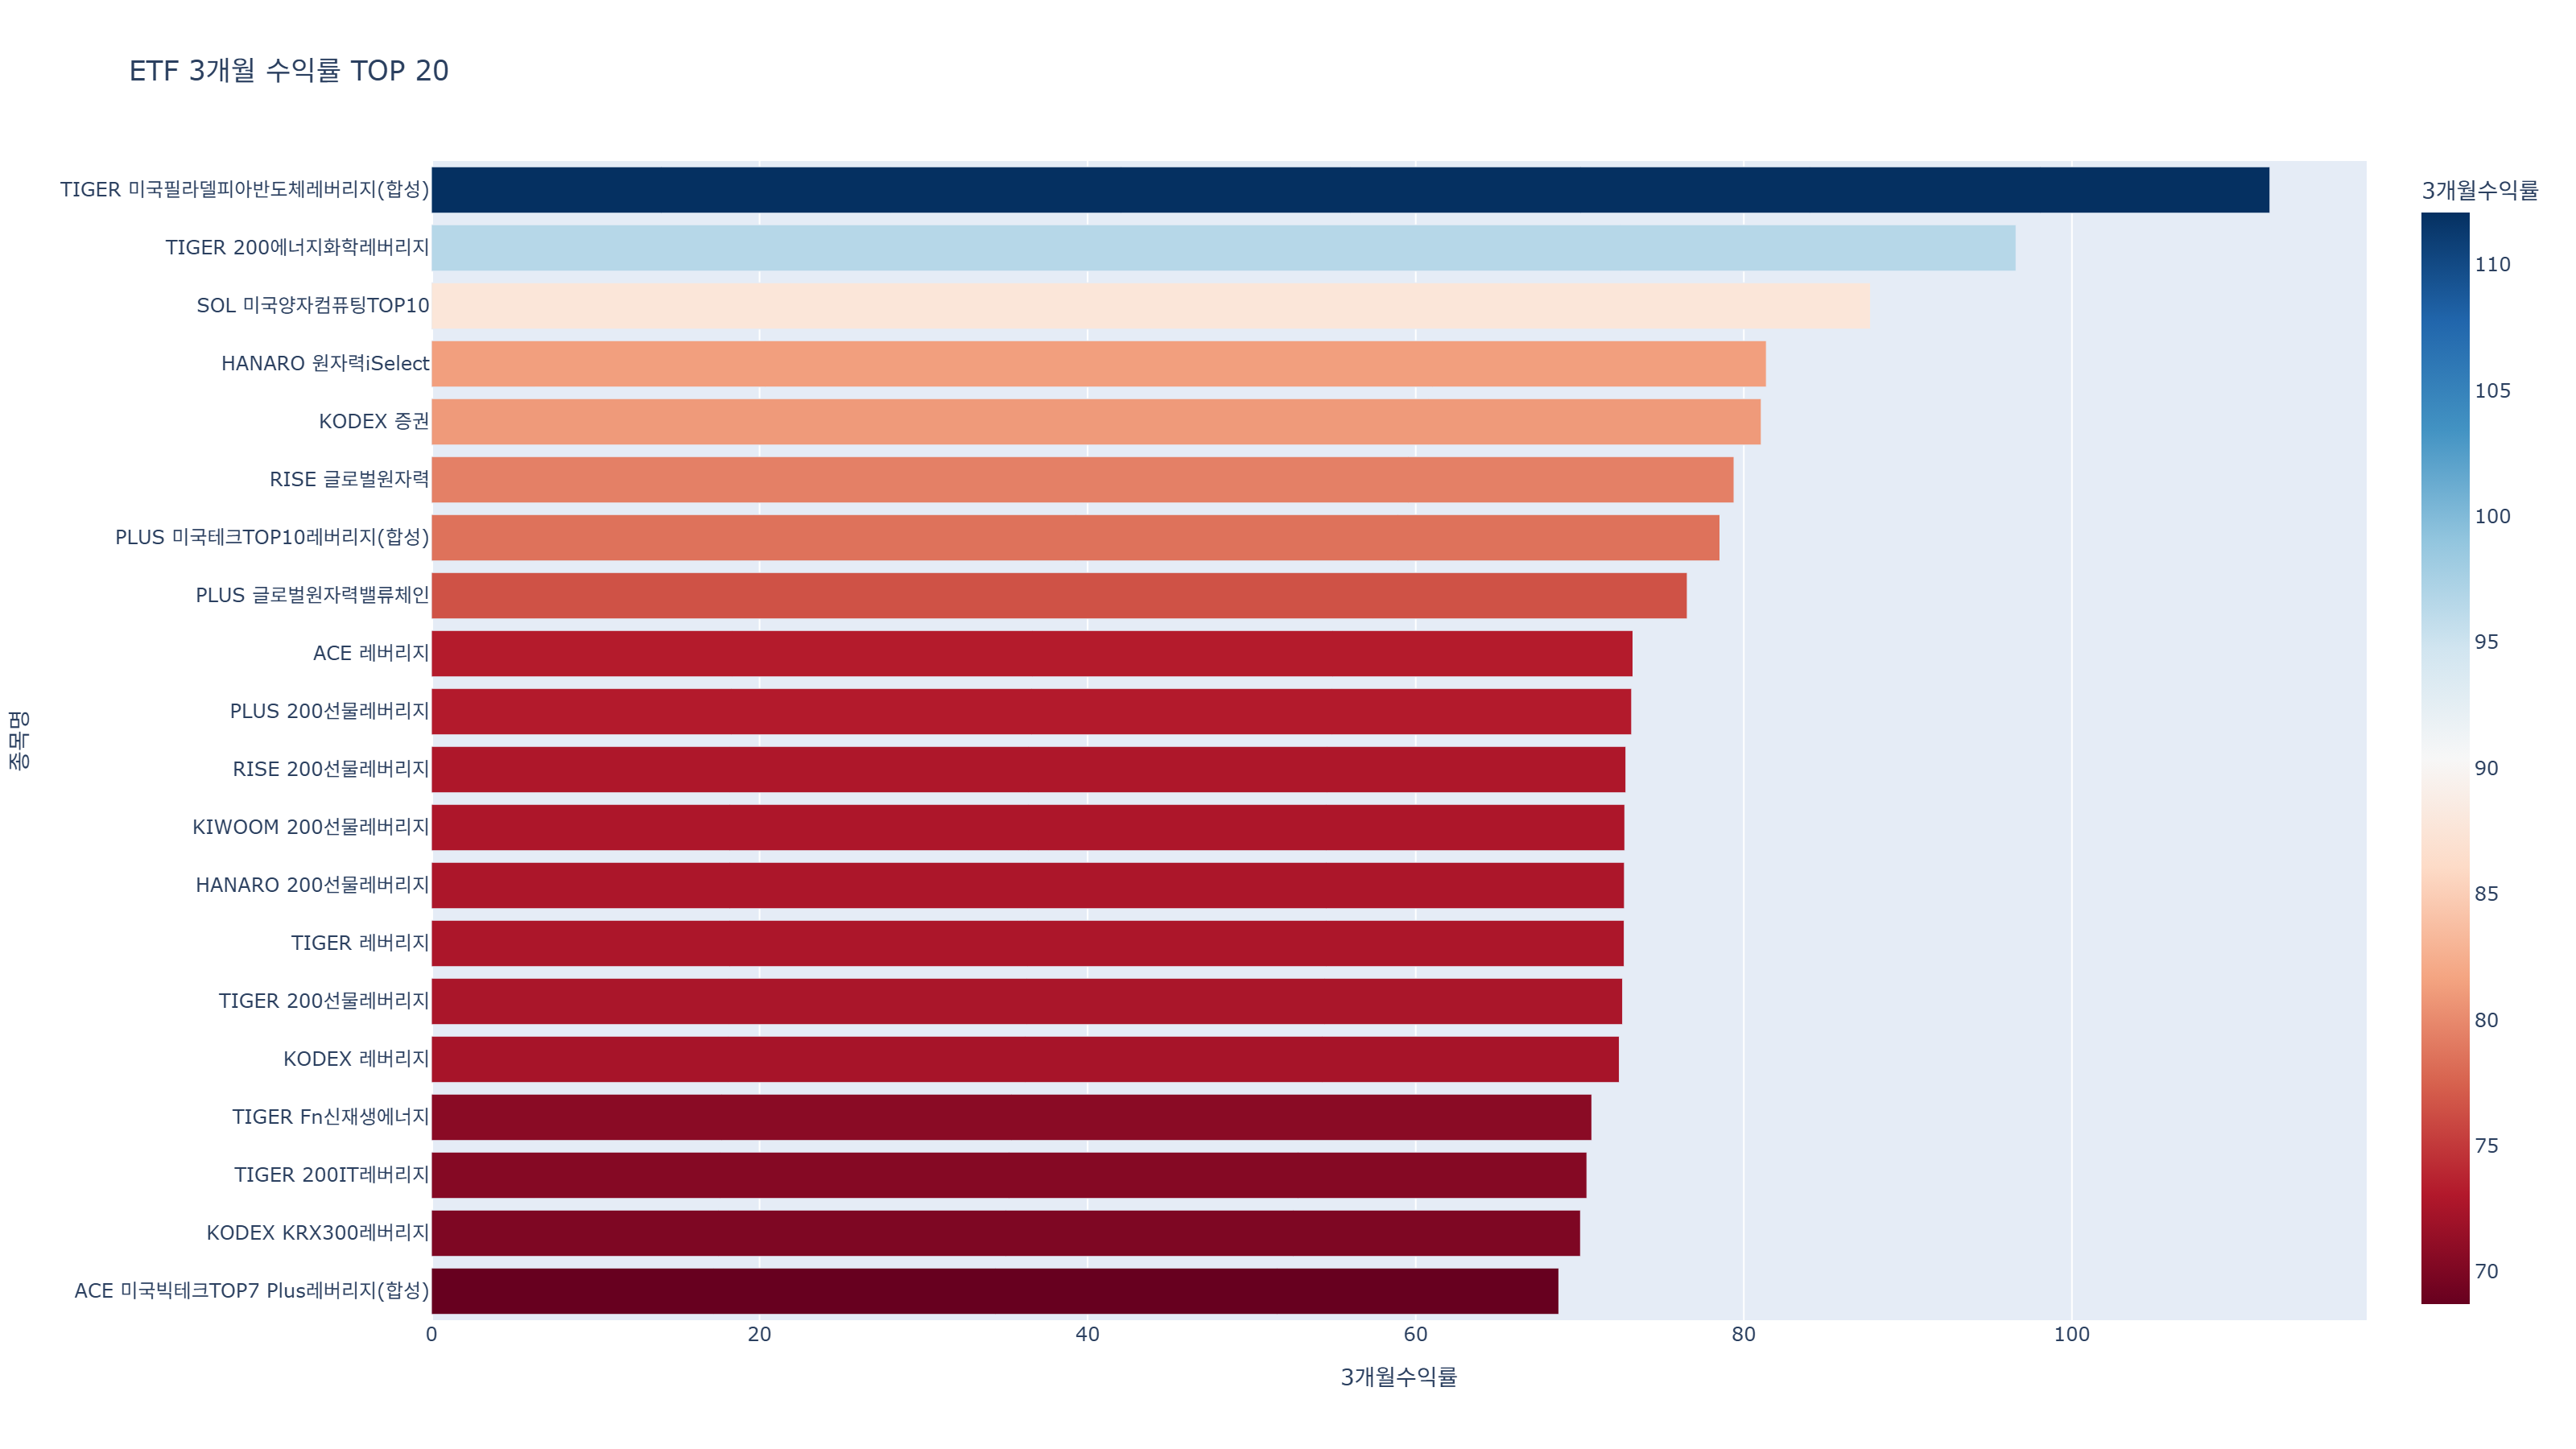 ETF 3개월 수익률 TOP 20
TIGER 미국필라델피아반도체레버리지(합성)
TIGER 200에너지화학레버리지
SOL 미국양자컴퓨팅TOP10
HANARO 원자력iSelect
KODEX 증권
RISE 글로벌원자력
PLUS 미국테크TOP10레버리지(합성)
PLUS 글로벌원자력밸류체인
ACE 레버리지
PLUS 200선물레버리지
RISE 200선물레버리지
KIWOOM 200선물레버리지
HANARO 200선물레버리지
TIGER 레버리지
TIGER 200선물레버리지
KODEX 레버리지
TIGER Fn신재생에너지
TIGER 200IT레버리지
KODEX KRX300레버리지
ACE 미국빅테크TOP7 Plus레버리지(합성)
종목명
0 20 40 60 80 100
3개월수익률
3개월수익률
110
105
100
95
90
85
80
75
70